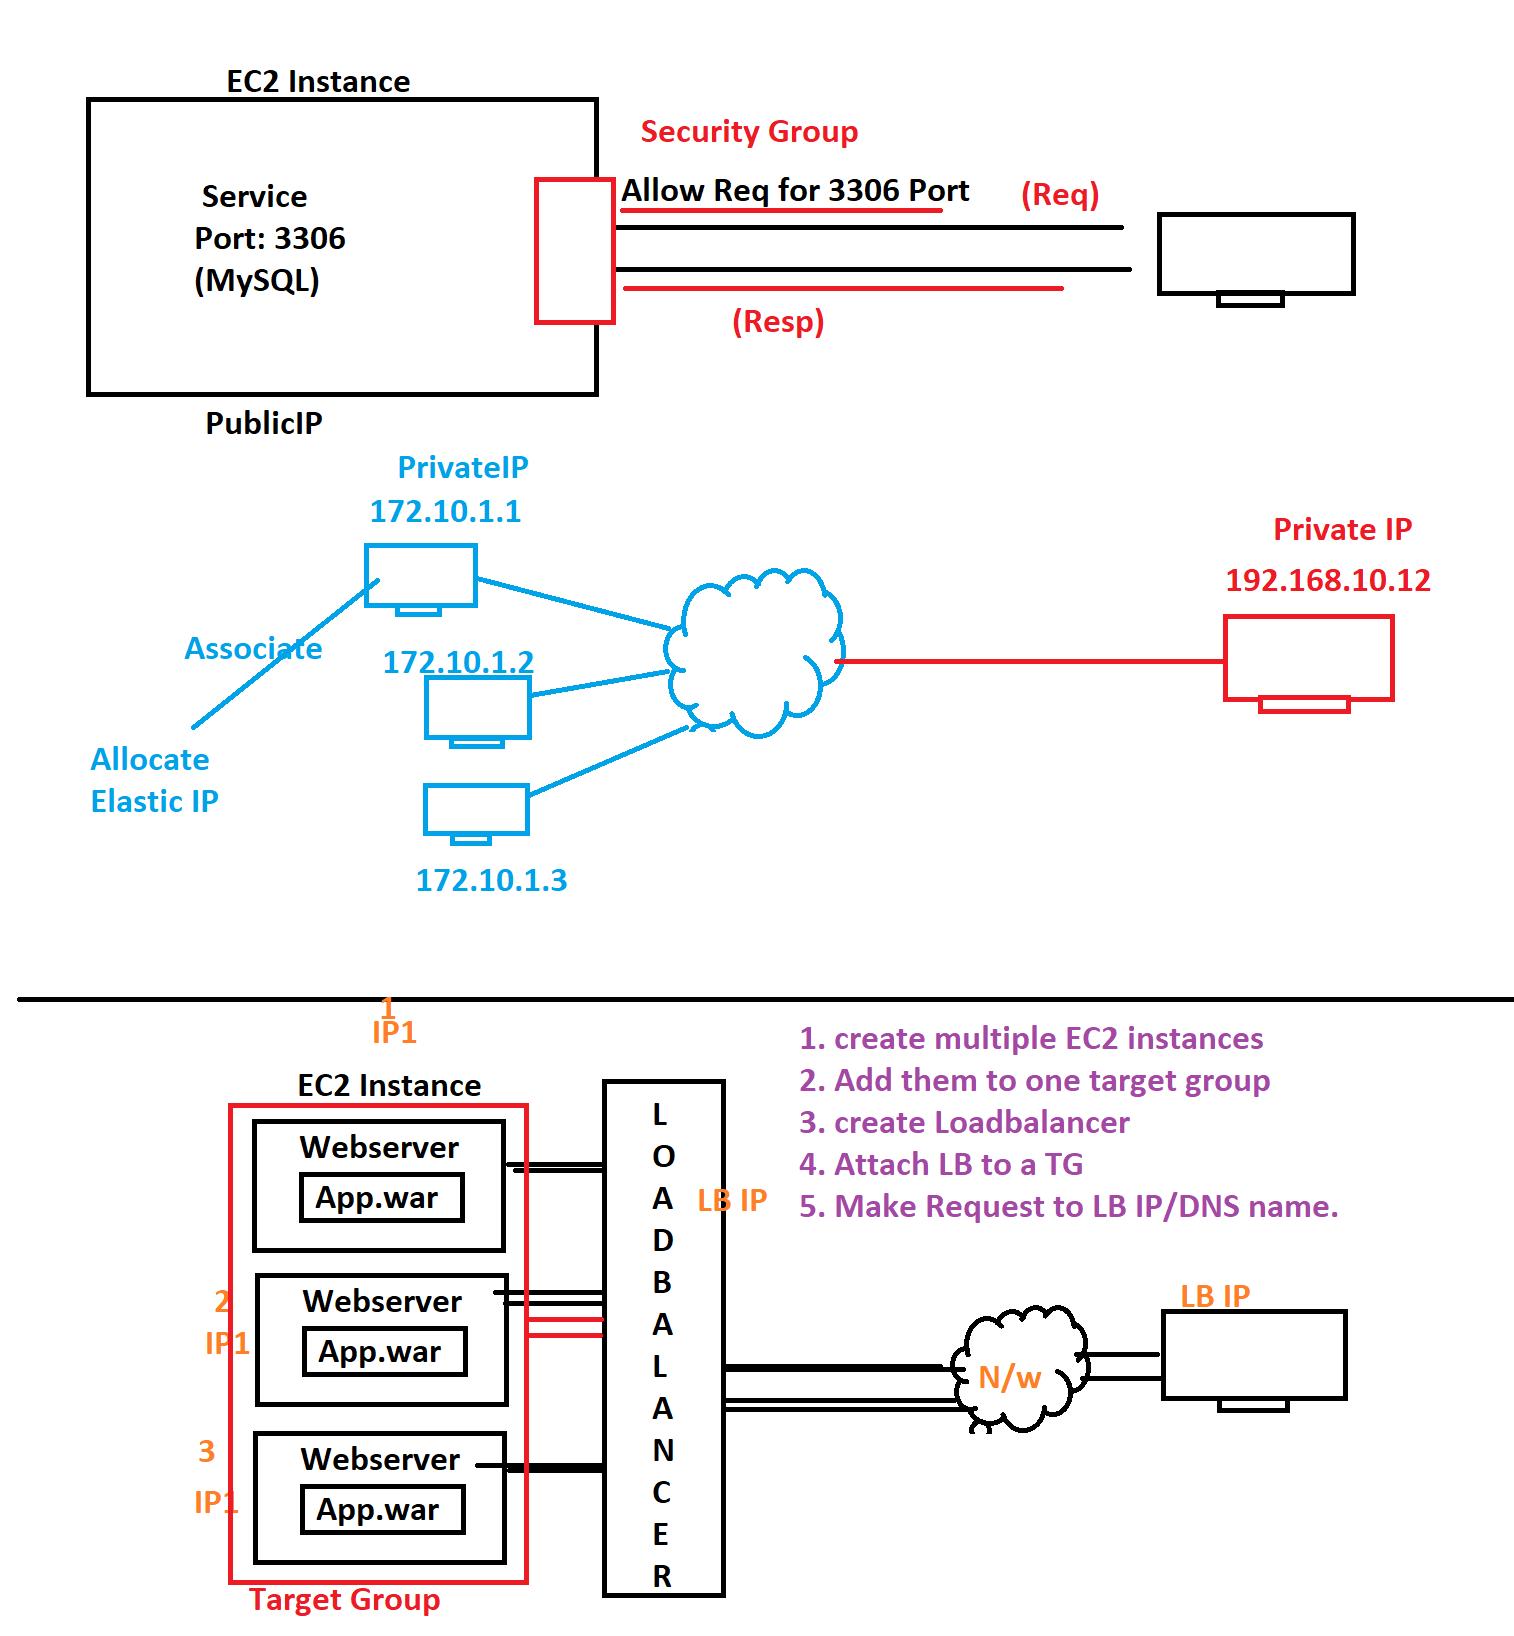 EC2 Instance
Security Group
Allow Req for 3306 Port
(Req)
Service
Port: 3306
(MySQL)
(Resp)
PublicIP
PrivateIP
172.10.1.1
Private IP
192.168.10.12
Associate
172.10.1.2
Allocate
Elastic IP
172.10.1.3
1
IP1
EC2 Instance
1. create multiple EC2 instances
2. Add them to one target group
3. create Loadbalancer
4. Attach LB to a TG
5. Make Request to LB IP/DNS name.
Webserver
App.war
L
O
A
D
B
A
L
A
N
C
E
R
LB IP
2
IP1
Webserver
App.war
LB IP
N/w
3
IP1
Webserver
App.war
Target Group